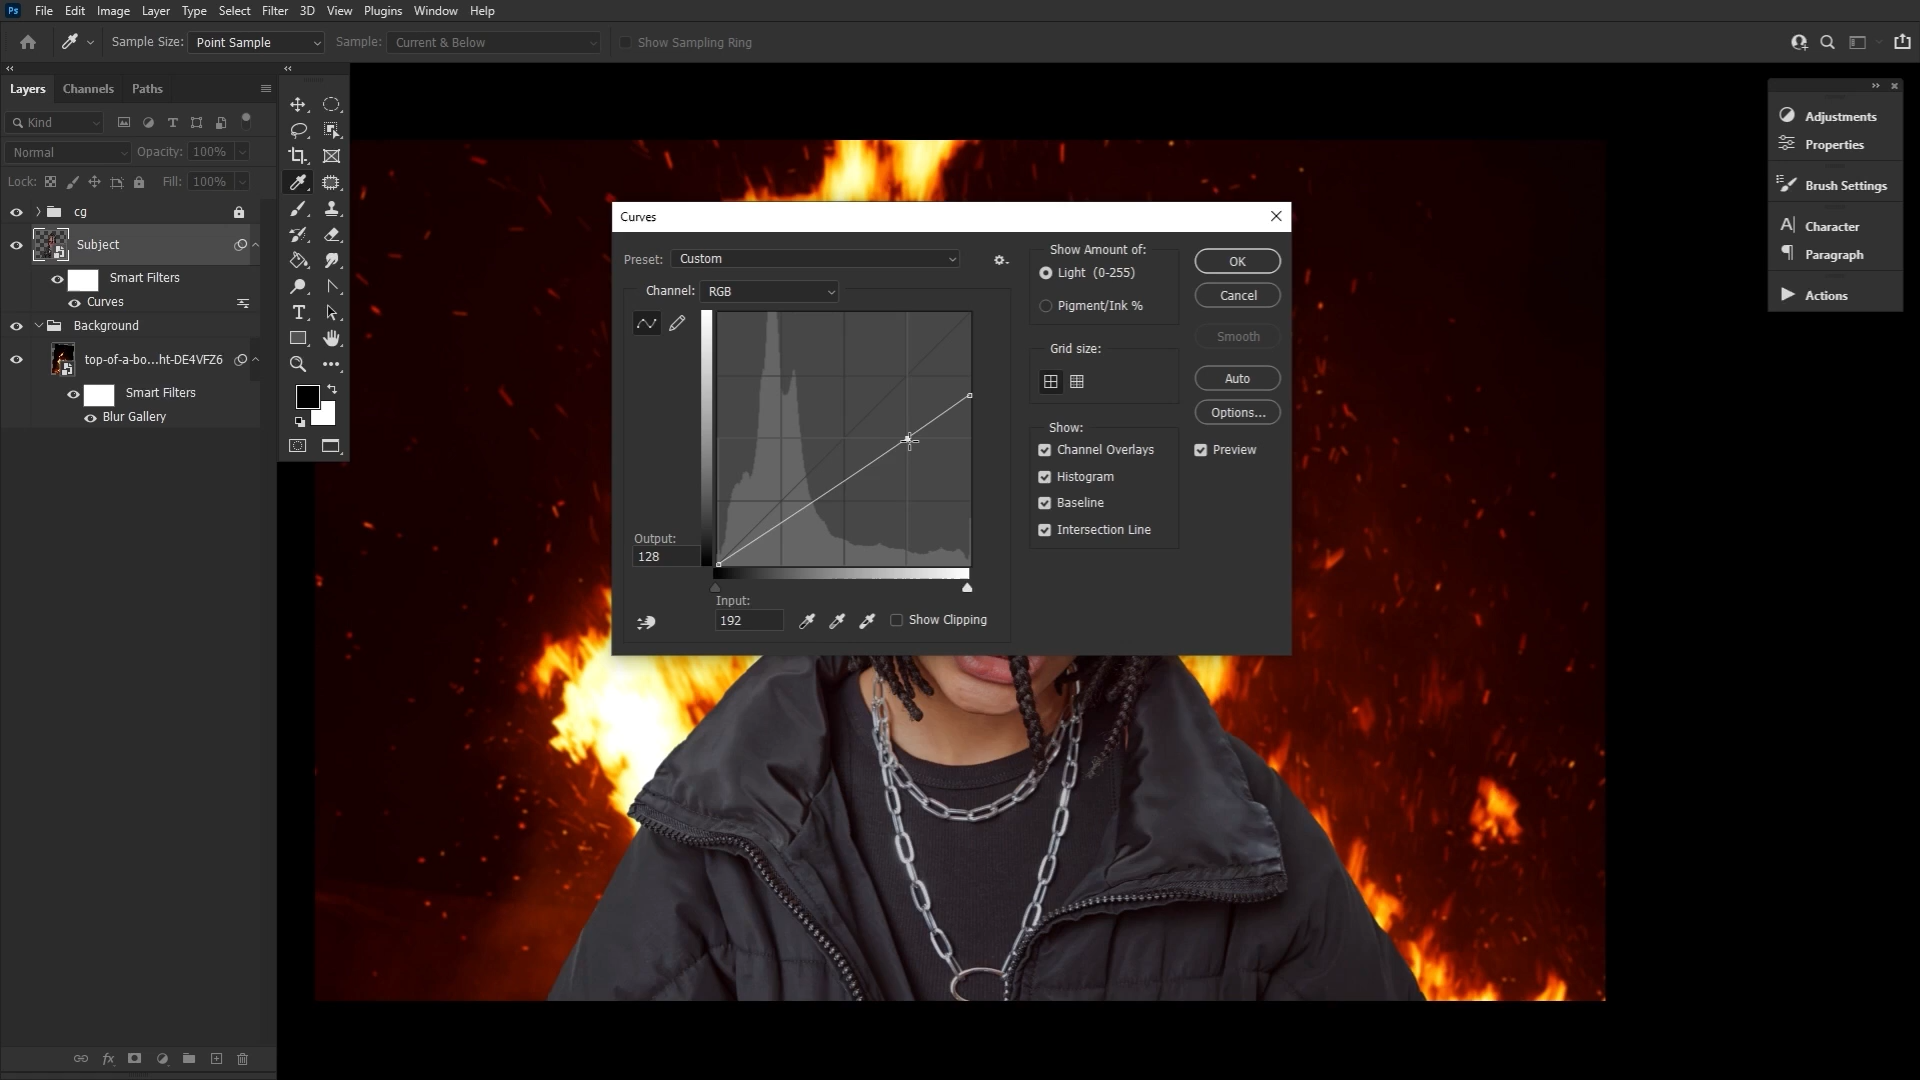 Ps File Edit Image Layer Type Select Filter 3D View Plugins Window Help
Sample Size: Point Sample Sample: Current & Below Show Sampling Ring
Layers Channels Paths
Kind
Normal Opacity: 100%
Lock: Fill: 100%
cg
Subject
Smart Filters
Curves
Background
top-of-a-bo...ht-DE4VFZ6
Smart Filters
Blur Gallery
fx
Curves
Preset: Custom
Channel: RGB
Output:
128
Input:
192
Show Clipping
Show Amount of:
Light (0-255)
Pigment/Ink %
Grid size:
Show:
Channel Overlays
Histogram
Baseline
Intersection Line
OK
Cancel
Smooth
Auto
Options...
Preview
Adjustments
Properties
Brush Settings
Character
Paragraph
Actions